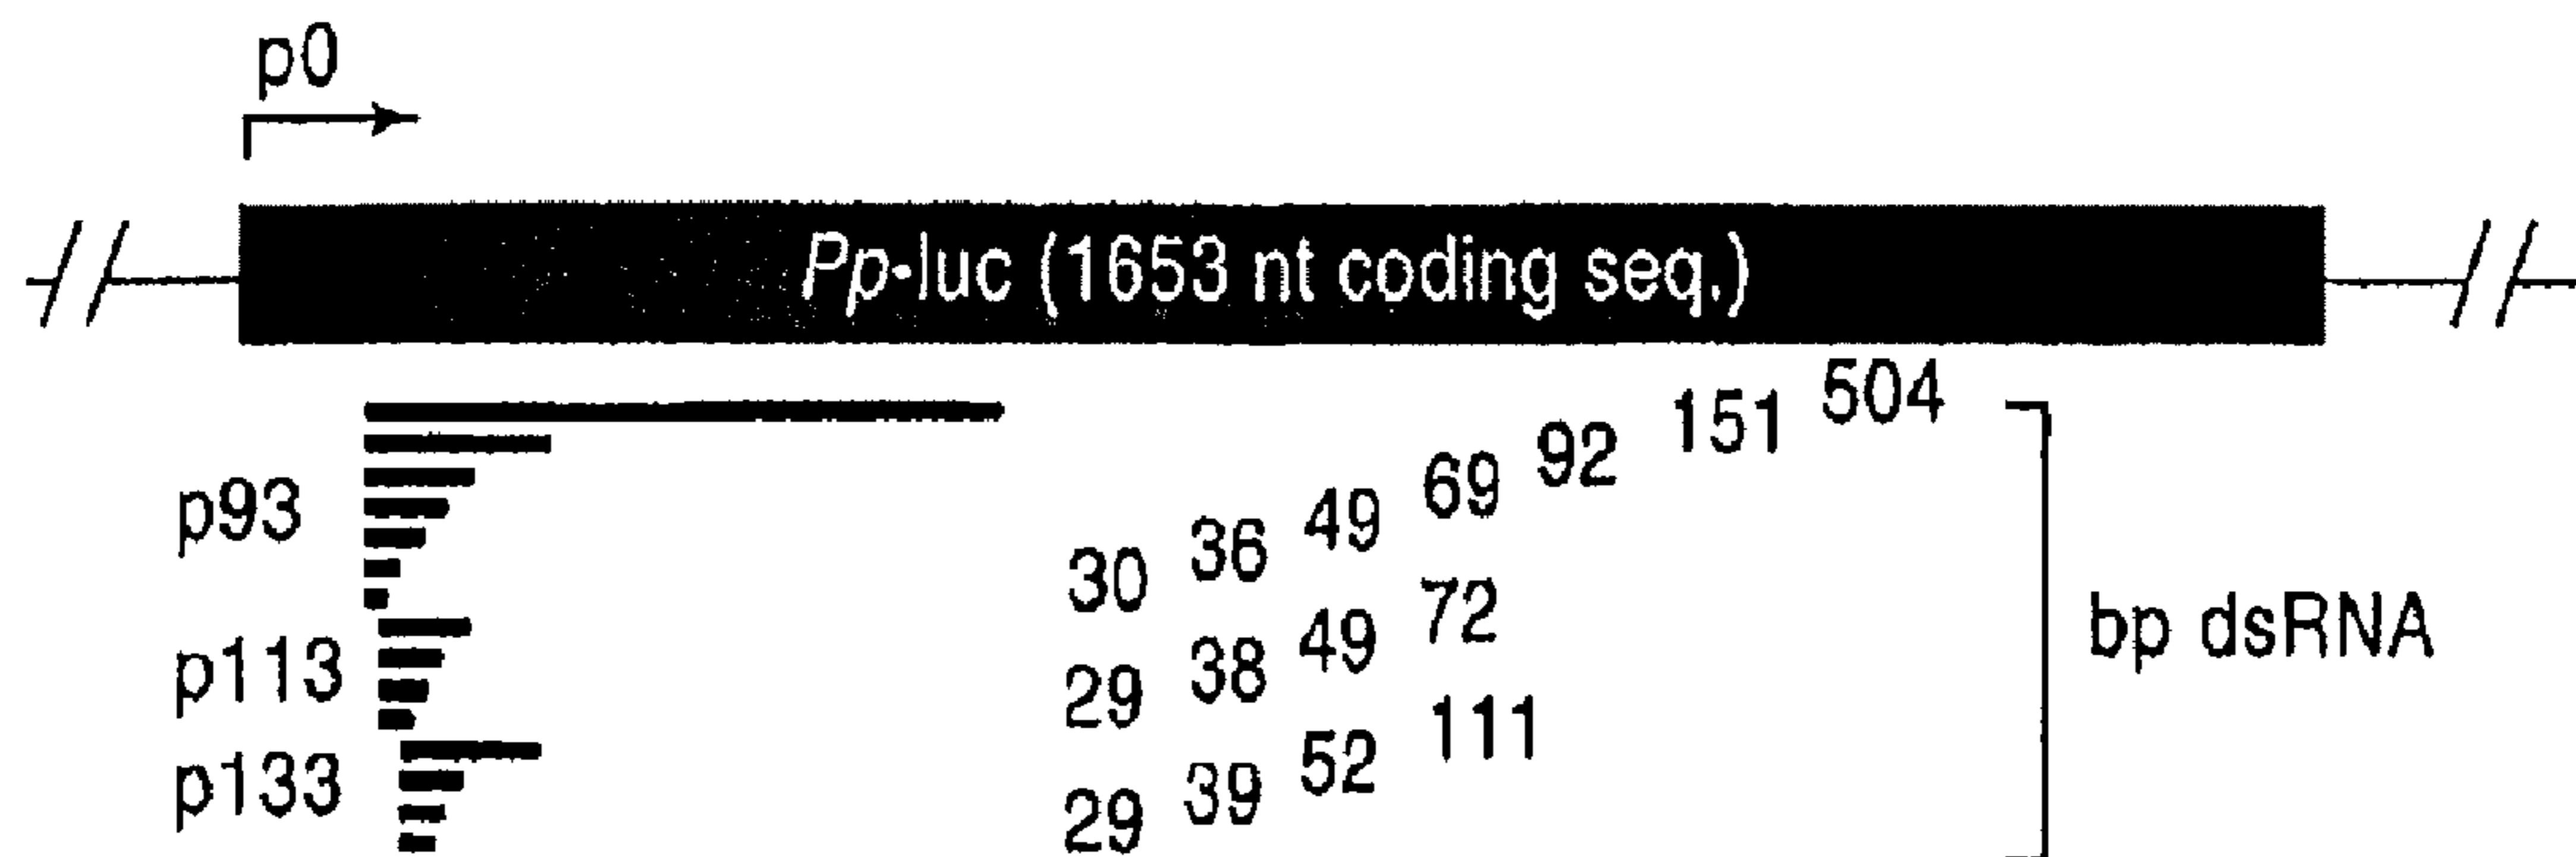 p0
Pp-luc (1653 nt coding seq.)
504
151
92
69
49
36
30
p93
72
49
38
29
p113
111
52
39
29
p133
bp dsRNA